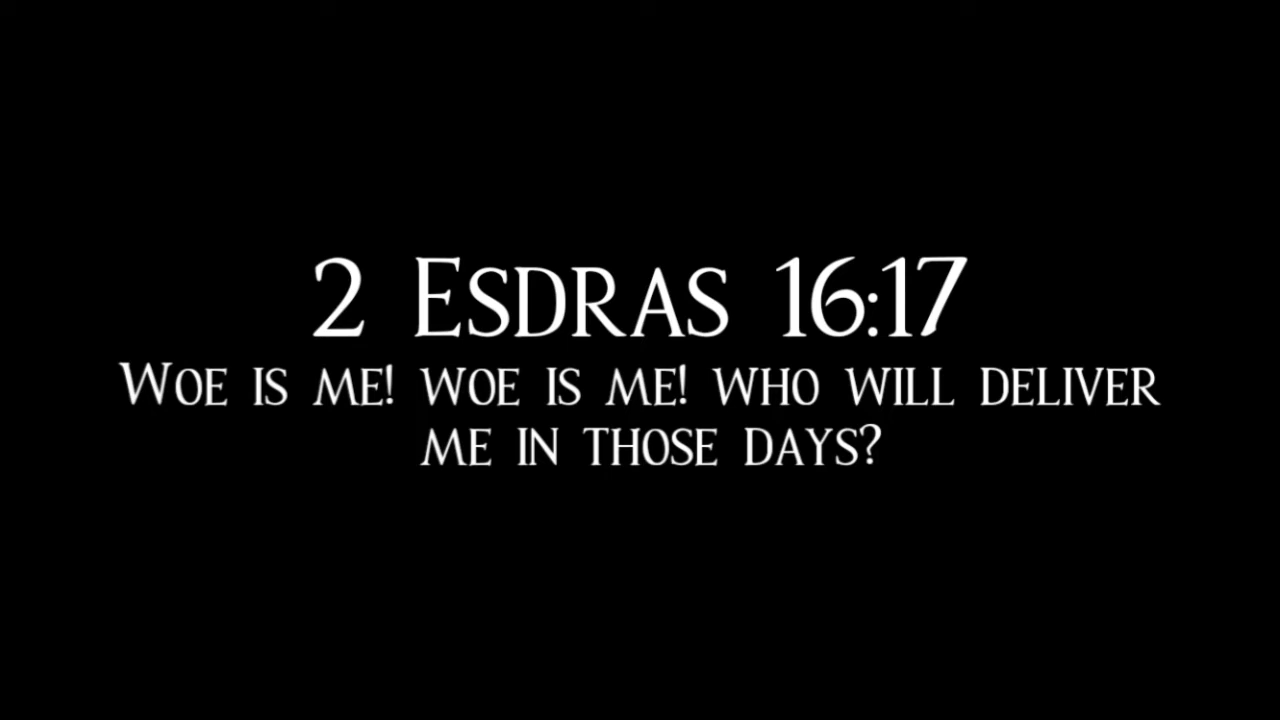 2 Esdras 16:17
Woe is me! woe is me! who will deliver
me in those days?